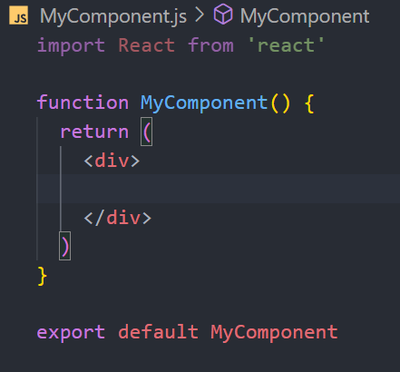 JS MyComponent.js > MyComponent
import React from 'react'
function MyComponent() {
return (
<div>
</div>
)
}
export default MyComponent